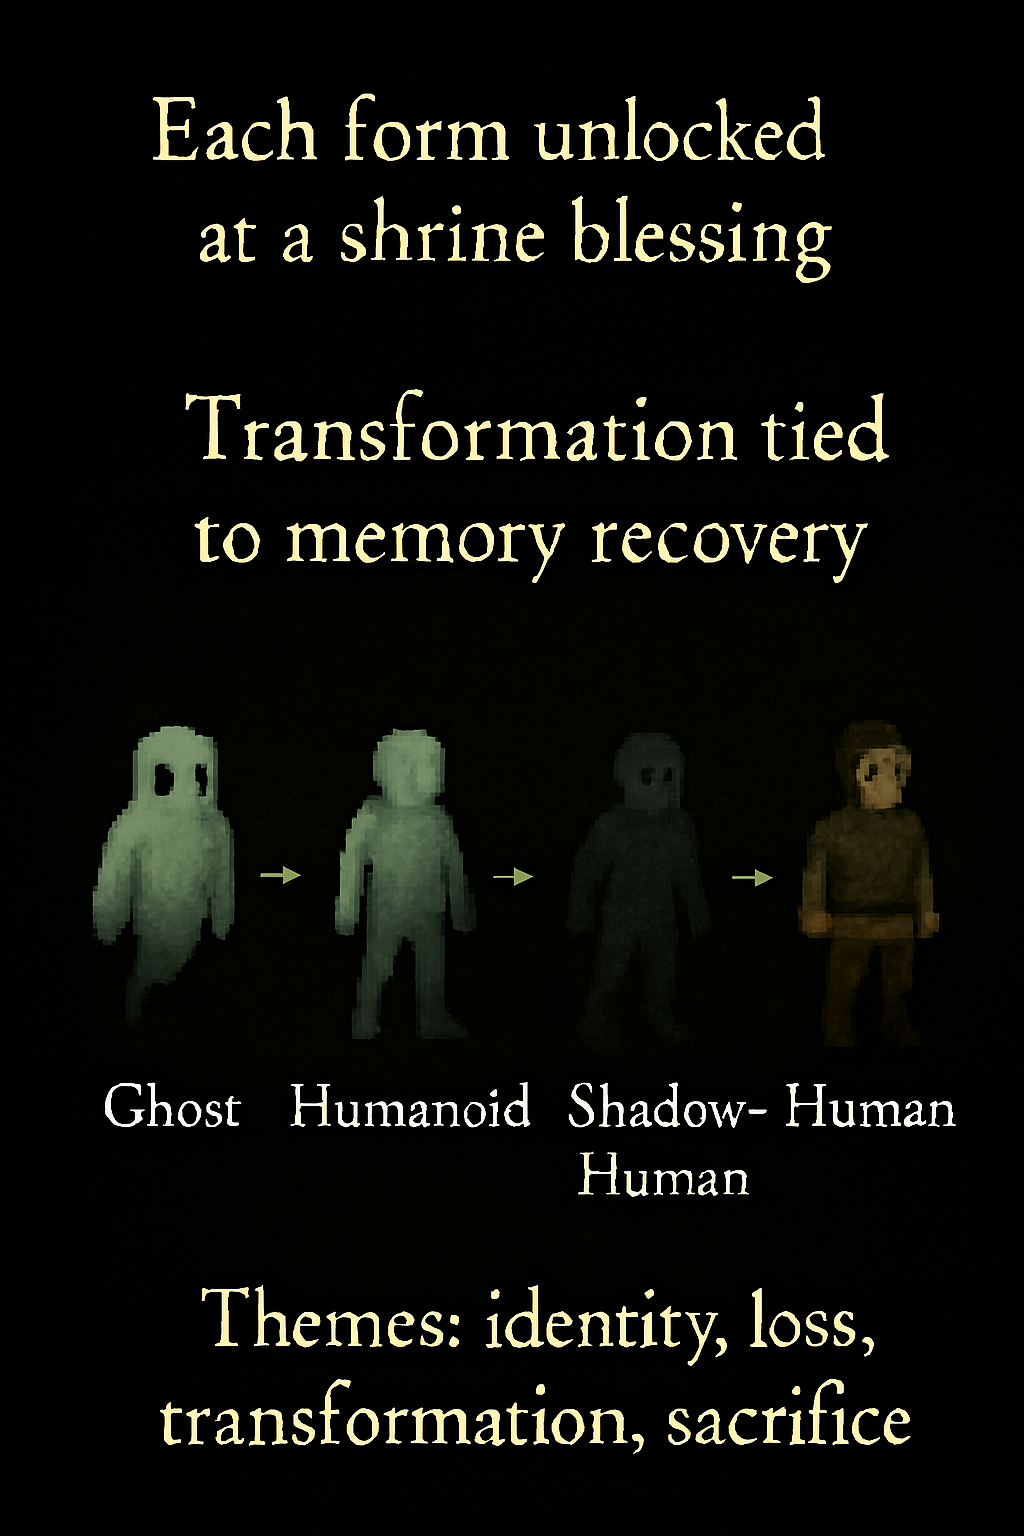 Each form unlocked
at a shrine blessing
Transformation tied
to memory recovery
Ghost Humanoid Shadow- Human
Human
Themes: identity, loss,
transformation, sacrifice